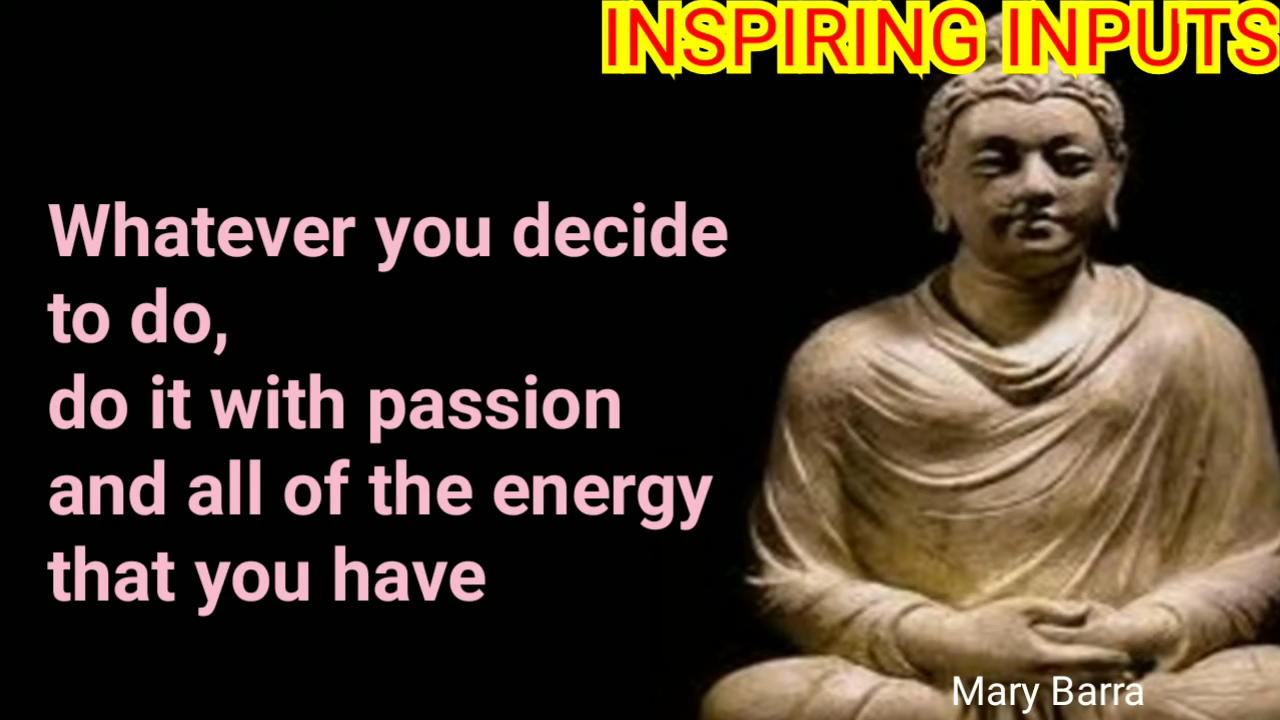 INSPIRING INPUTS
Whatever you decide
to do,
do it with passion
and all of the energy
that you have
Mary Barra